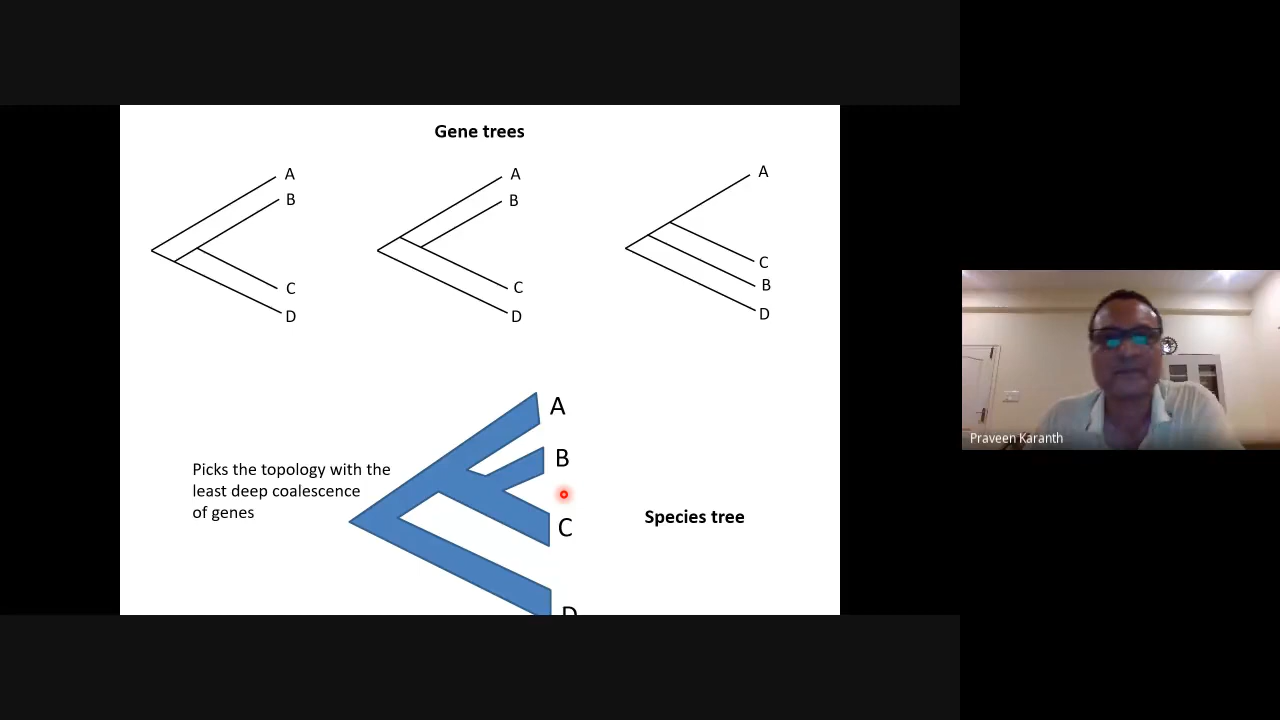 Gene trees
A
B
C
D
A
B
C
D
A
C
B
D
A
B
C
D
Picks the topology with the
least deep coalescence
of genes
Species tree
Praveen Karanth